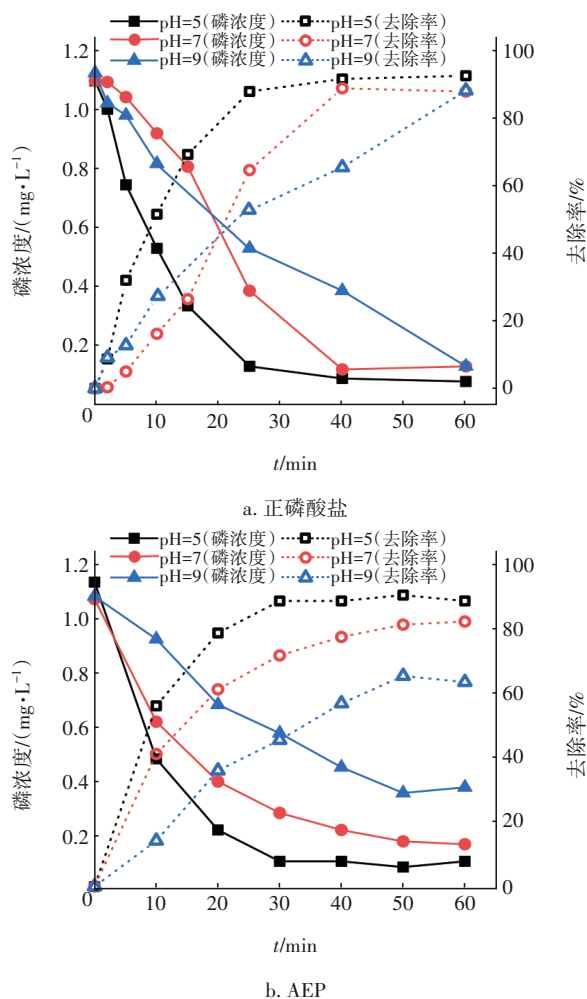 pH=5(磷浓度) pH=5(去除率)
pH=7(磷浓度) pH=7(去除率)
pH=9(磷浓度) pH=9(去除率)
磷浓度/(mg•L⁻¹)
1.2
1.0
0.8
0.6
0.4
0.2
0
100
80
60
40
20
0
去除率/%
0 10 20 30 40 50 60
t/min
a. 正磷酸盐
pH=5(磷浓度) pH=5(去除率)
pH=7(磷浓度) pH=7(去除率)
pH=9(磷浓度) pH=9(去除率)
磷浓度/(mg•L⁻¹)
1.2
1.0
0.8
0.6
0.4
0.2
0
100
80
60
40
20
0
去除率/%
0 10 20 30 40 50 60
t/min
b. AEP